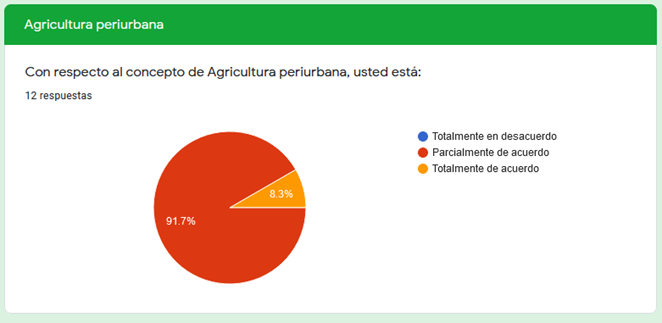 Agricultura periurbana
Con respecto al concepto de Agricultura periurbana, usted está:
12 respuestas
Totalmente en desacuerdo
Parcialmente de acuerdo
Totalmente de acuerdo
8.3%
91.7%